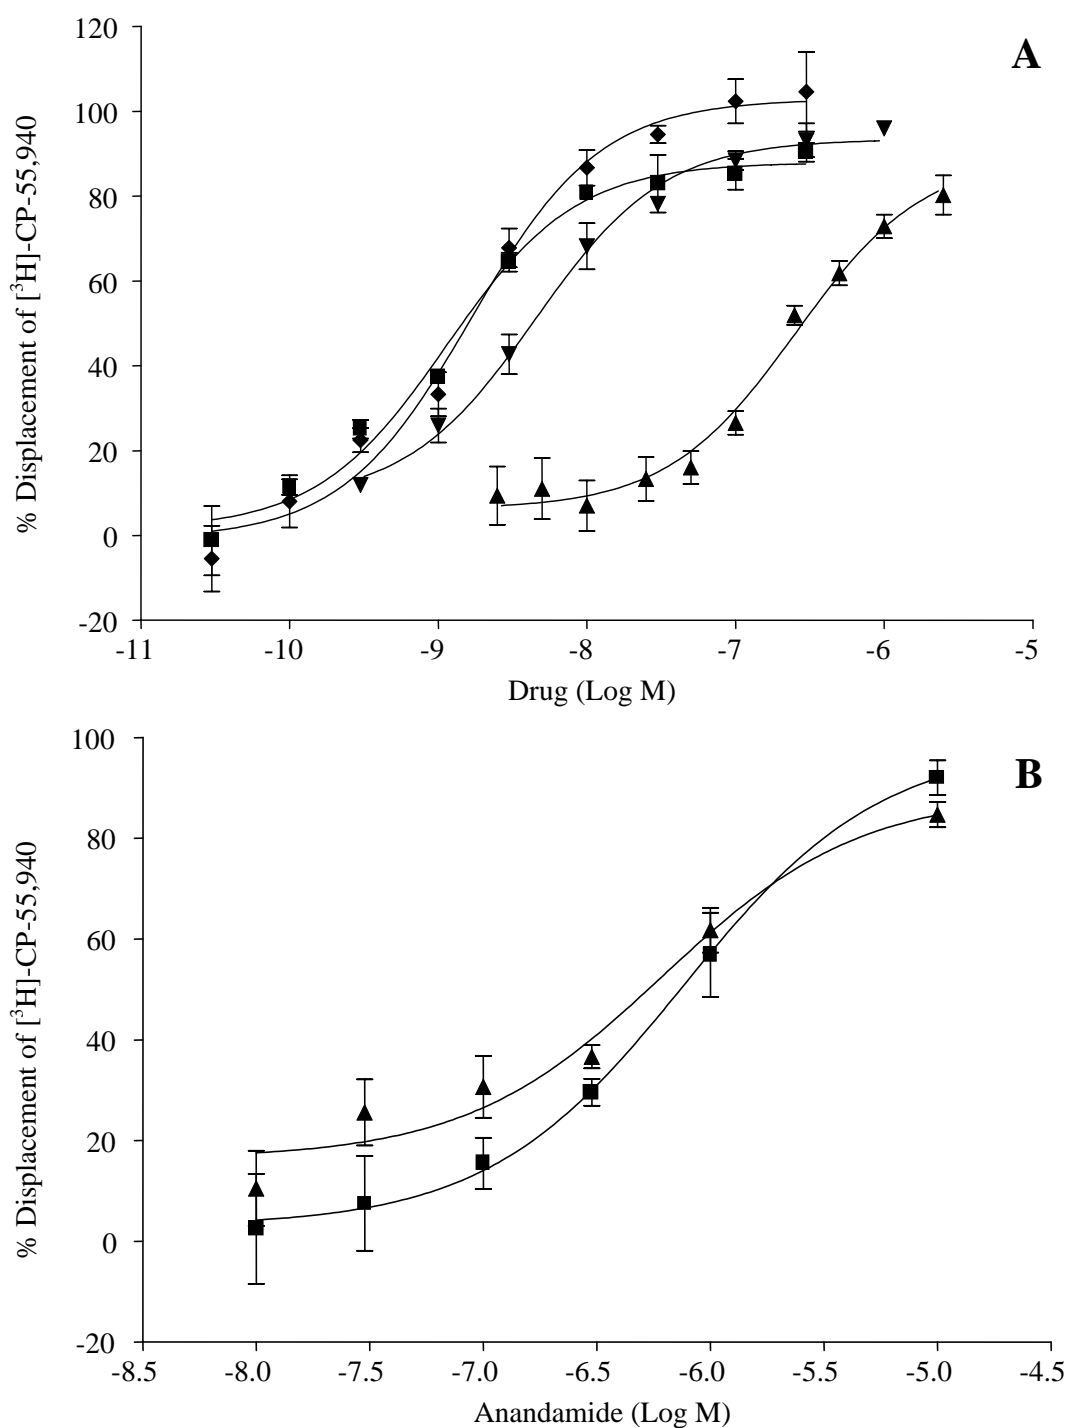 120
A
100
80
60
40
20
0
-20
% Displacement of [³H]-CP-55,940
-11 -10 -9 -8 -7 -6 -5
Drug (Log M)
100
B
80
60
40
20
0
-20
% Displacement of [³H]-CP-55,940
-8.5 -8.0 -7.5 -7.0 -6.5 -6.0 -5.5 -5.0 -4.5
Anandamide (Log M)